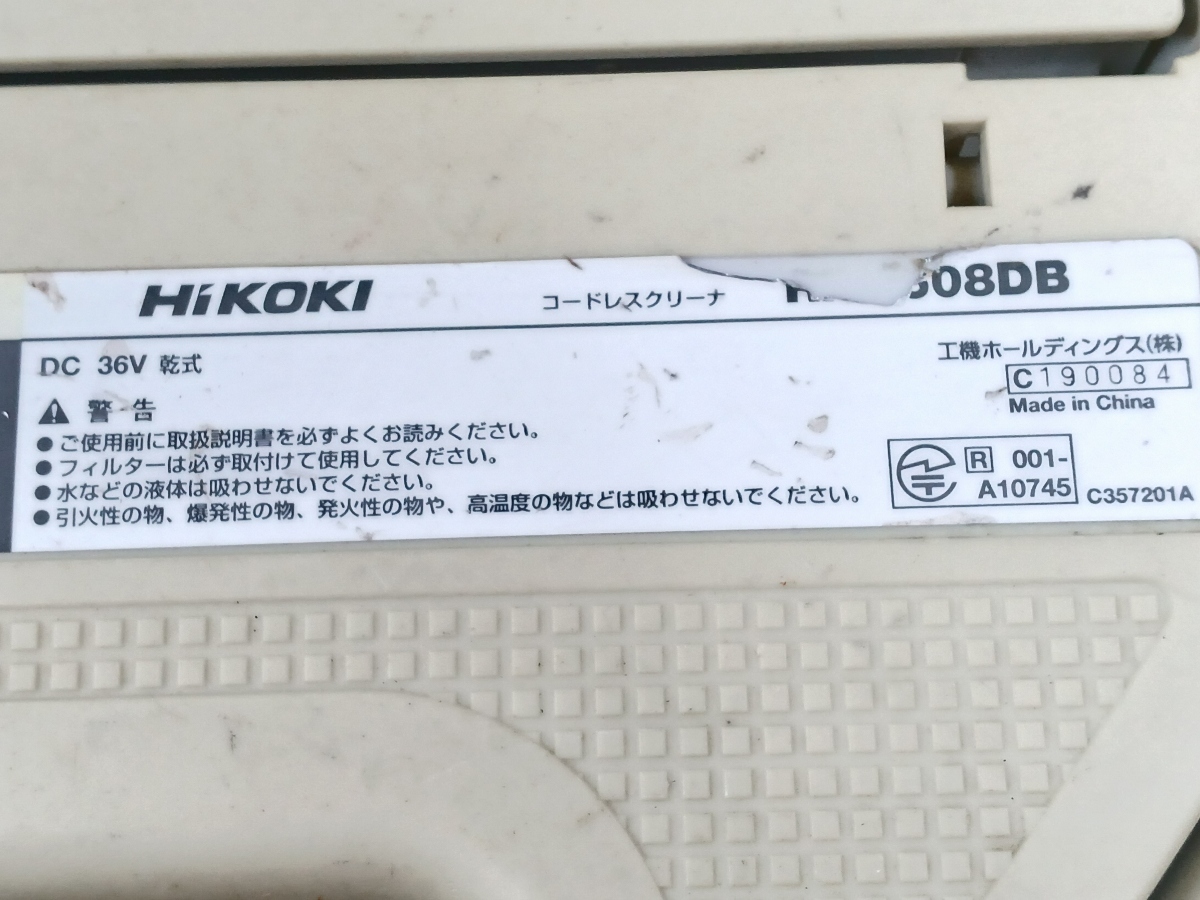 HiKOKI コードレスクリーナ 608DB
DC 36V 乾式
工機ホールディングス(株)
C190084
Made in China
警告
●ご使用前に取扱説明書を必ずよくお読みください。
●フィルターは必ず取付けて使用してください。
●水などの液体は吸わせないでください。
●引火性の物、爆発性の物、発火性の物や、高温度の物などは吸わせないでください。
R 001-
A10745
C357201A